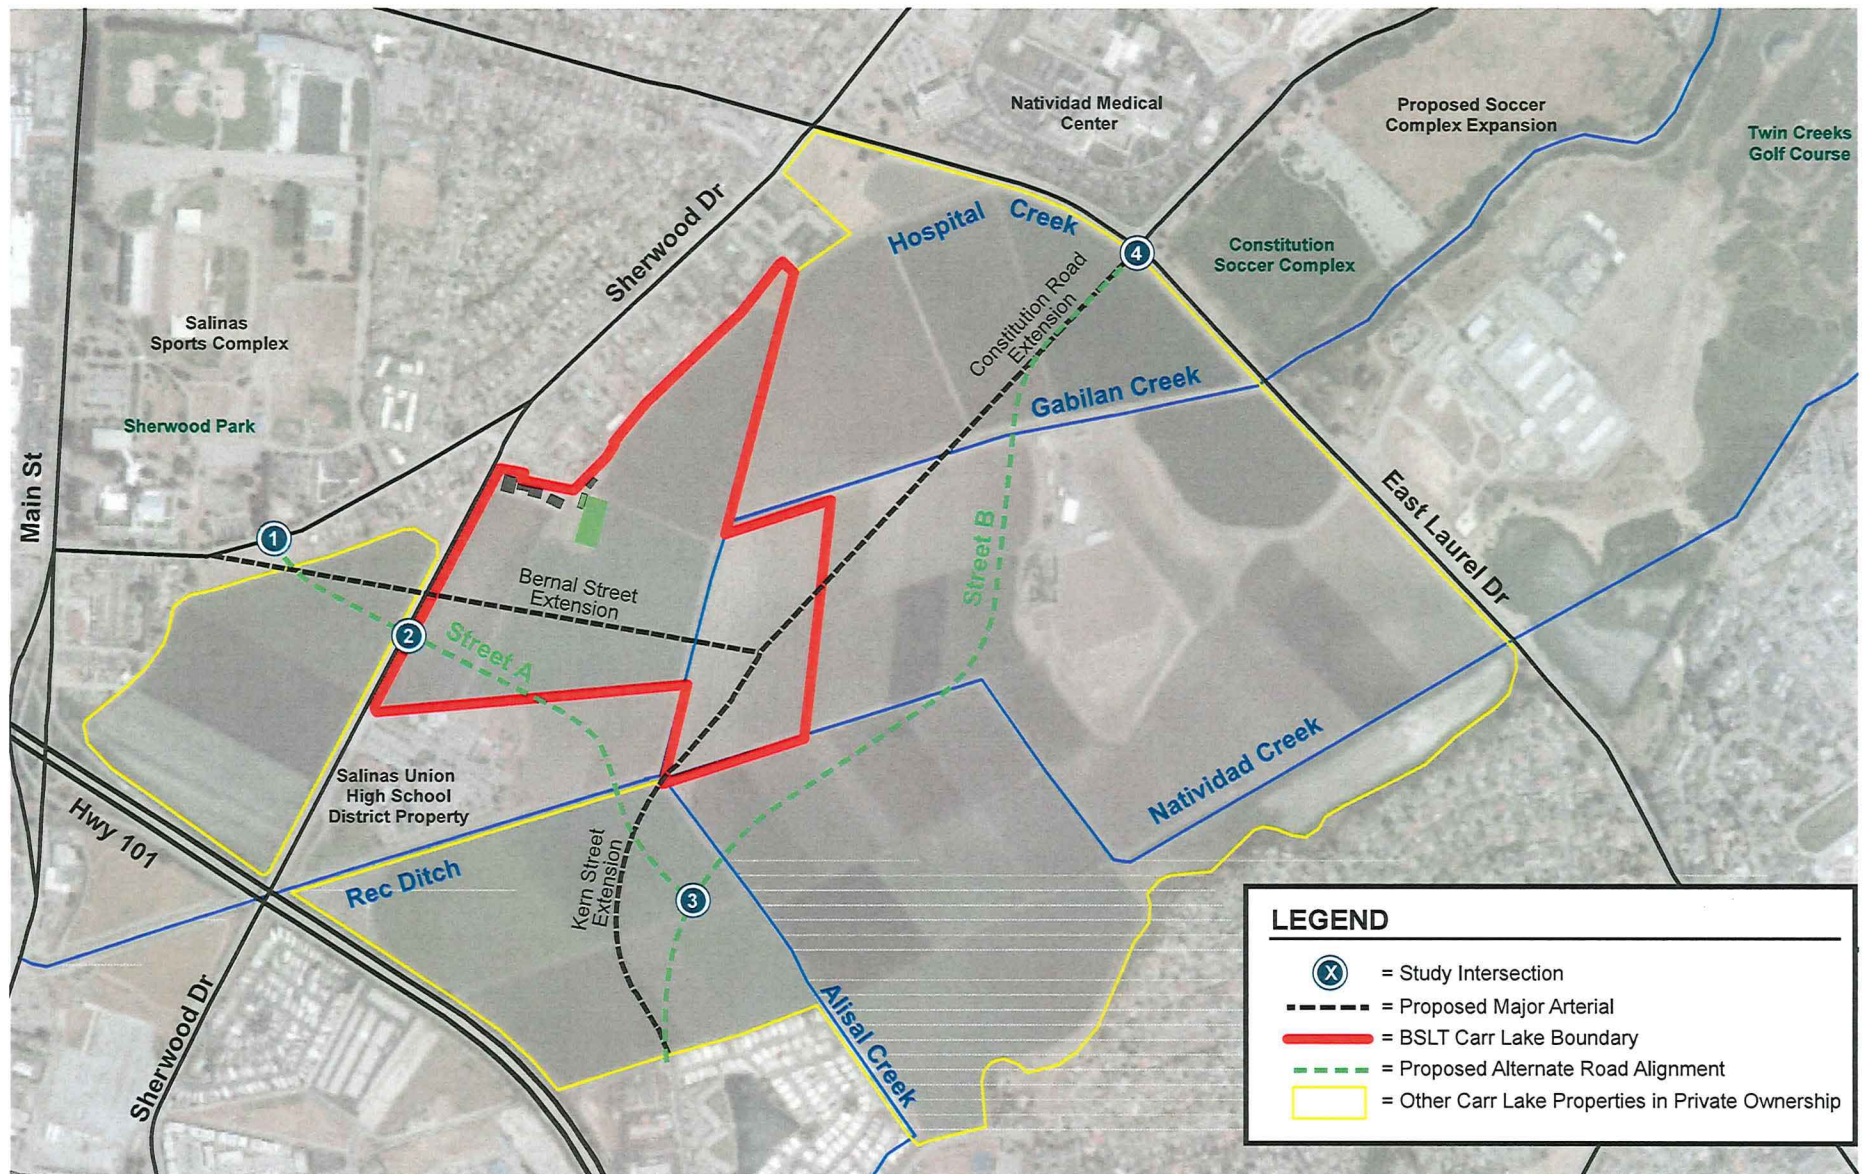 Natividad Medical
Center
Proposed Soccer
Complex Expansion
Twin Creeks
Golf Course
Sherwood Dr
Hospital Creek
4
Constitution
Soccer Complex
Constitution Road
Extension
Salinas
Sports Complex
Gabilan Creek
Sherwood Park
Main St
East Laurel Dr
1
Bernal Street
Extension
Street B
2
Street A
Salinas Union
High School
District Property
Natividad Creek
Hwy 101
Rec Ditch
Kern Street
Extension
3
Alisal Creek
Sherwood Dr
LEGEND
X = Study Intersection
= Proposed Major Arterial
= BSLT Carr Lake Boundary
= Proposed Alternate Road Alignment
= Other Carr Lake Properties in Private Ownership